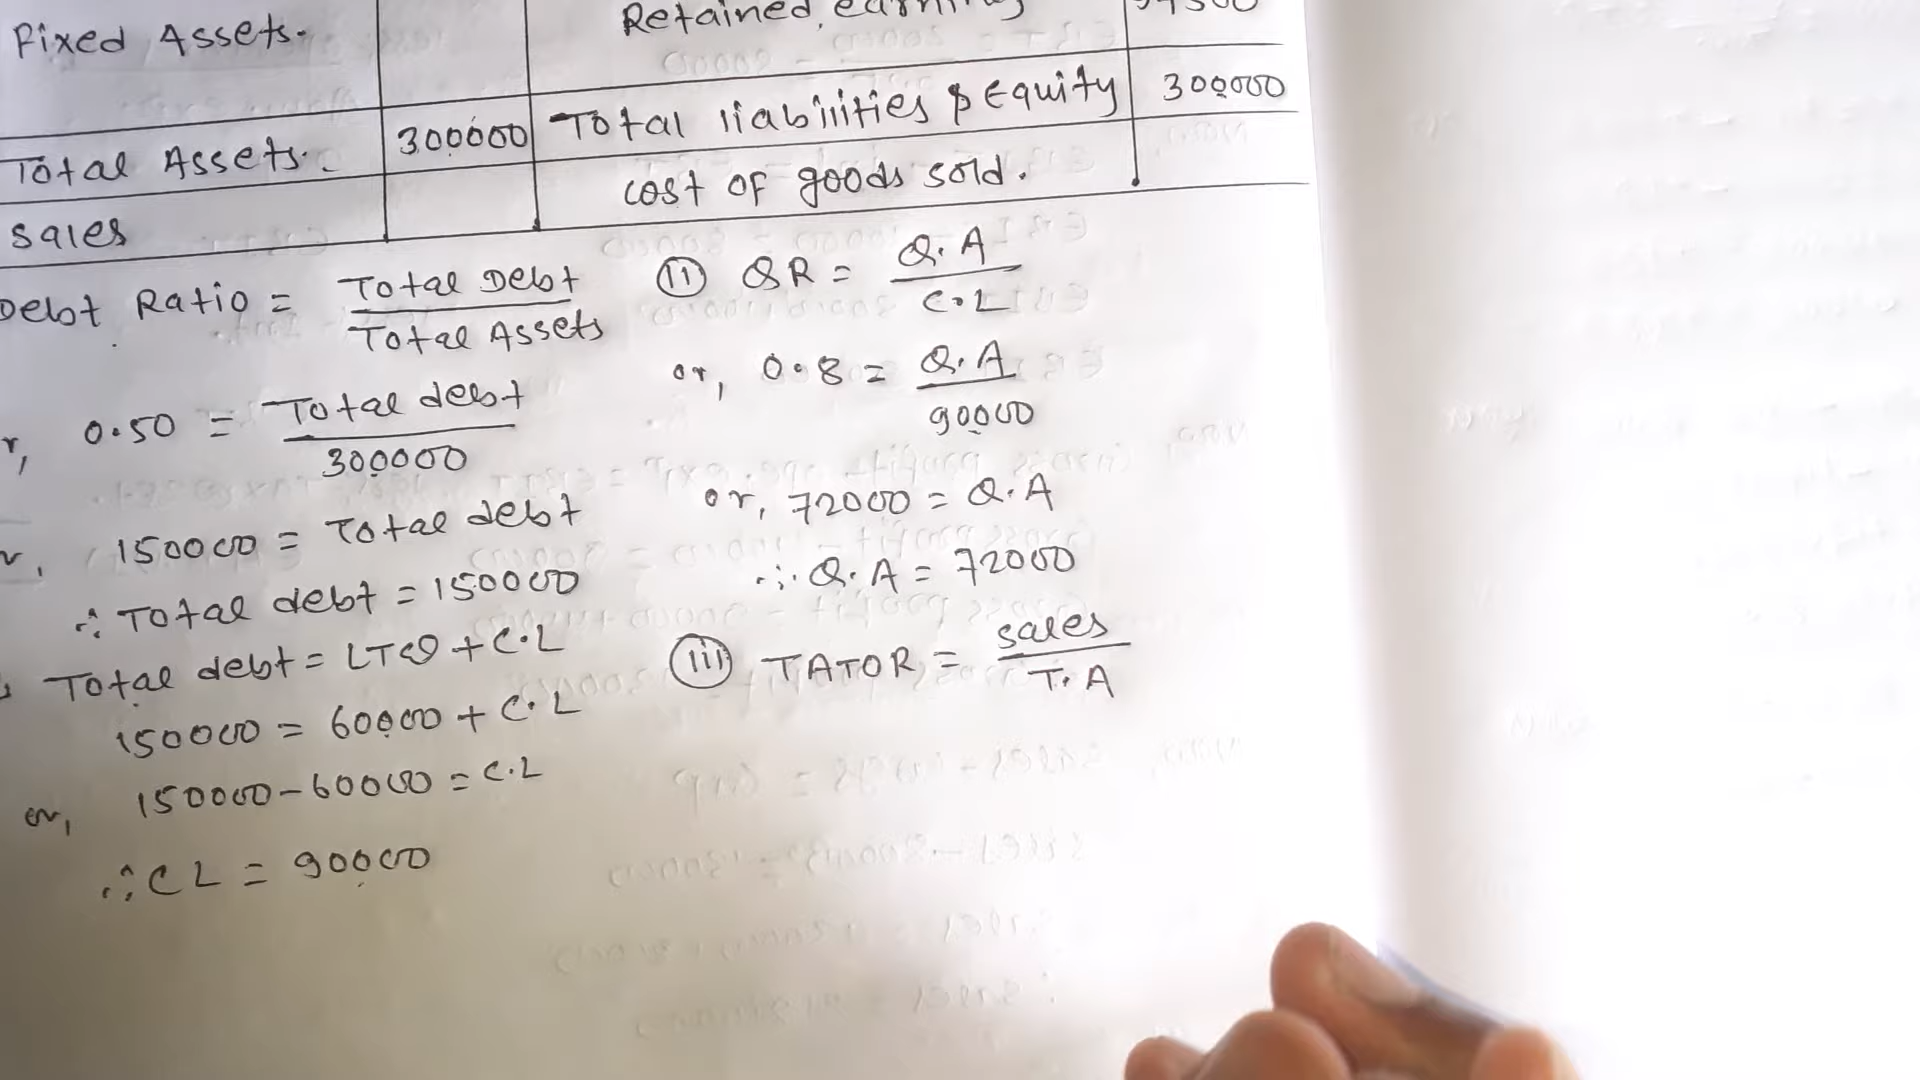 Fixed Assets.
Retained earning 97500
Total Assets. 300000 Total liabilities & Equity 300000
Sales cost of goods sold.
Debt Ratio = Total Debt / Total Assets
r, 0.50 = Total debt / 300000
150000 = Total debt
∴ Total debt = 150000
Total debt = LTD + C.L
150000 = 60000 + C.L
or, 150000-60000 = C.L
∴ CL = 90000
(ii) QR = Q.A / C.L
or, 0.8 = Q.A / 90000
or, 72000 = Q.A
∴ Q.A = 72000
(iii) TATOR = sales / T.A